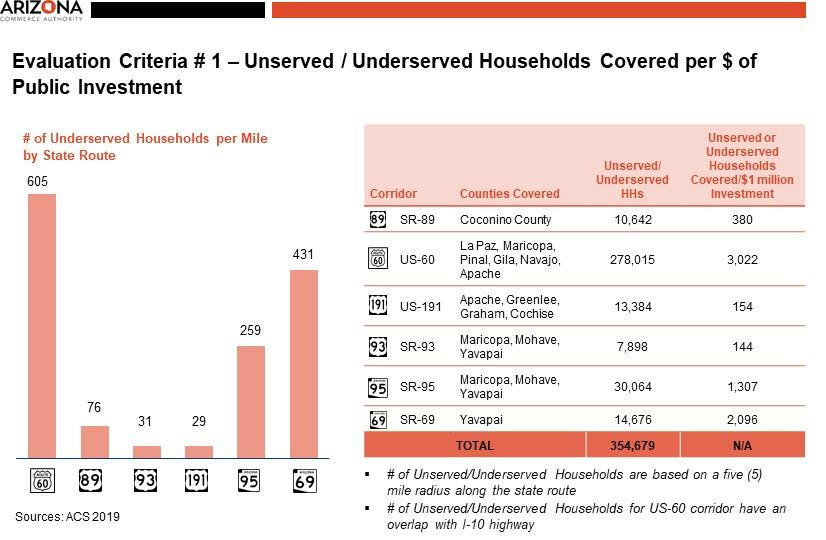 ARIZONA
COMMERCE AUTHORITY
Evaluation Criteria # 1 – Unserved / Underserved Households Covered per $ of
Public Investment
# of Underserved Households per Mile
by State Route
605
76
31
29
259
431
60
89
93
191
95
69
Sources: ACS 2019
Corridor
Counties Covered
Unserved/
Underserved
HHs
Unserved or
Underserved
Households
Covered/$1 million
Investment
89 SR-89 Coconino County 10,642 380
60 US-60 La Paz, Maricopa,
Pinal, Gila, Navajo,
Apache
278,015 3,022
191 US-191 Apache, Greenlee,
Graham, Cochise
13,384 154
93 SR-93 Maricopa, Mohave,
Yavapai
7,898 144
95 SR-95 Maricopa, Mohave,
Yavapai
30,064 1,307
69 SR-69 Yavapai 14,676 2,096
TOTAL 354,679 N/A
▪ # of Unserved/Underserved Households are based on a five (5)
mile radius along the state route
▪ # of Unserved/Underserved Households for US-60 corridor have an
overlap with I-10 highway